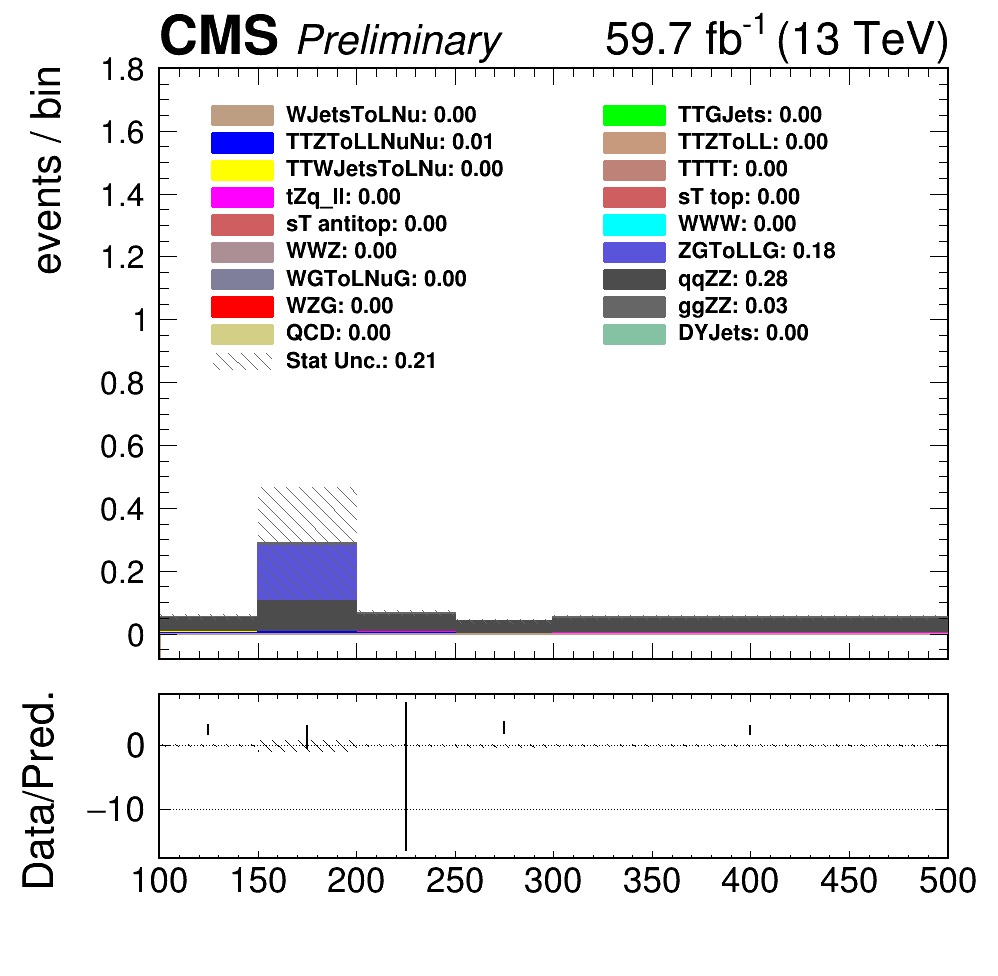 CMS Preliminary 59.7 fb-1 (13 TeV)
events / bin
1.8
1.6
1.4
1.2
1
0.8
0.6
0.4
0.2
0
WJetsToLNu: 0.00
TTZToLLNuNu: 0.01
TTWJetsToLNu: 0.00
tZq_ll: 0.00
sT antitop: 0.00
WWZ: 0.00
WGToLNuG: 0.00
WZG: 0.00
QCD: 0.00
Stat Unc.: 0.21
TTGJets: 0.00
TTZToLL: 0.00
TTTT: 0.00
sT top: 0.00
WWW: 0.00
ZGToLLG: 0.18
qqZZ: 0.28
ggZZ: 0.03
DYJets: 0.00
Data/Pred.
0
−10
100 150 200 250 300 350 400 450 500